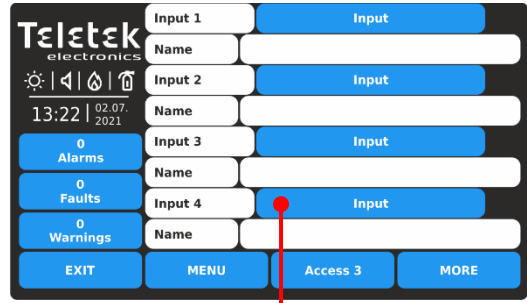 Teletek
electronics
13:22 02.07.
2021
0
Alarms
0
Faults
0
Warnings
Input 1 Input
Name
Input 2 Input
Name
Input 3 Input
Name
Input 4 Input
Name
EXIT MENU Access 3 MORE